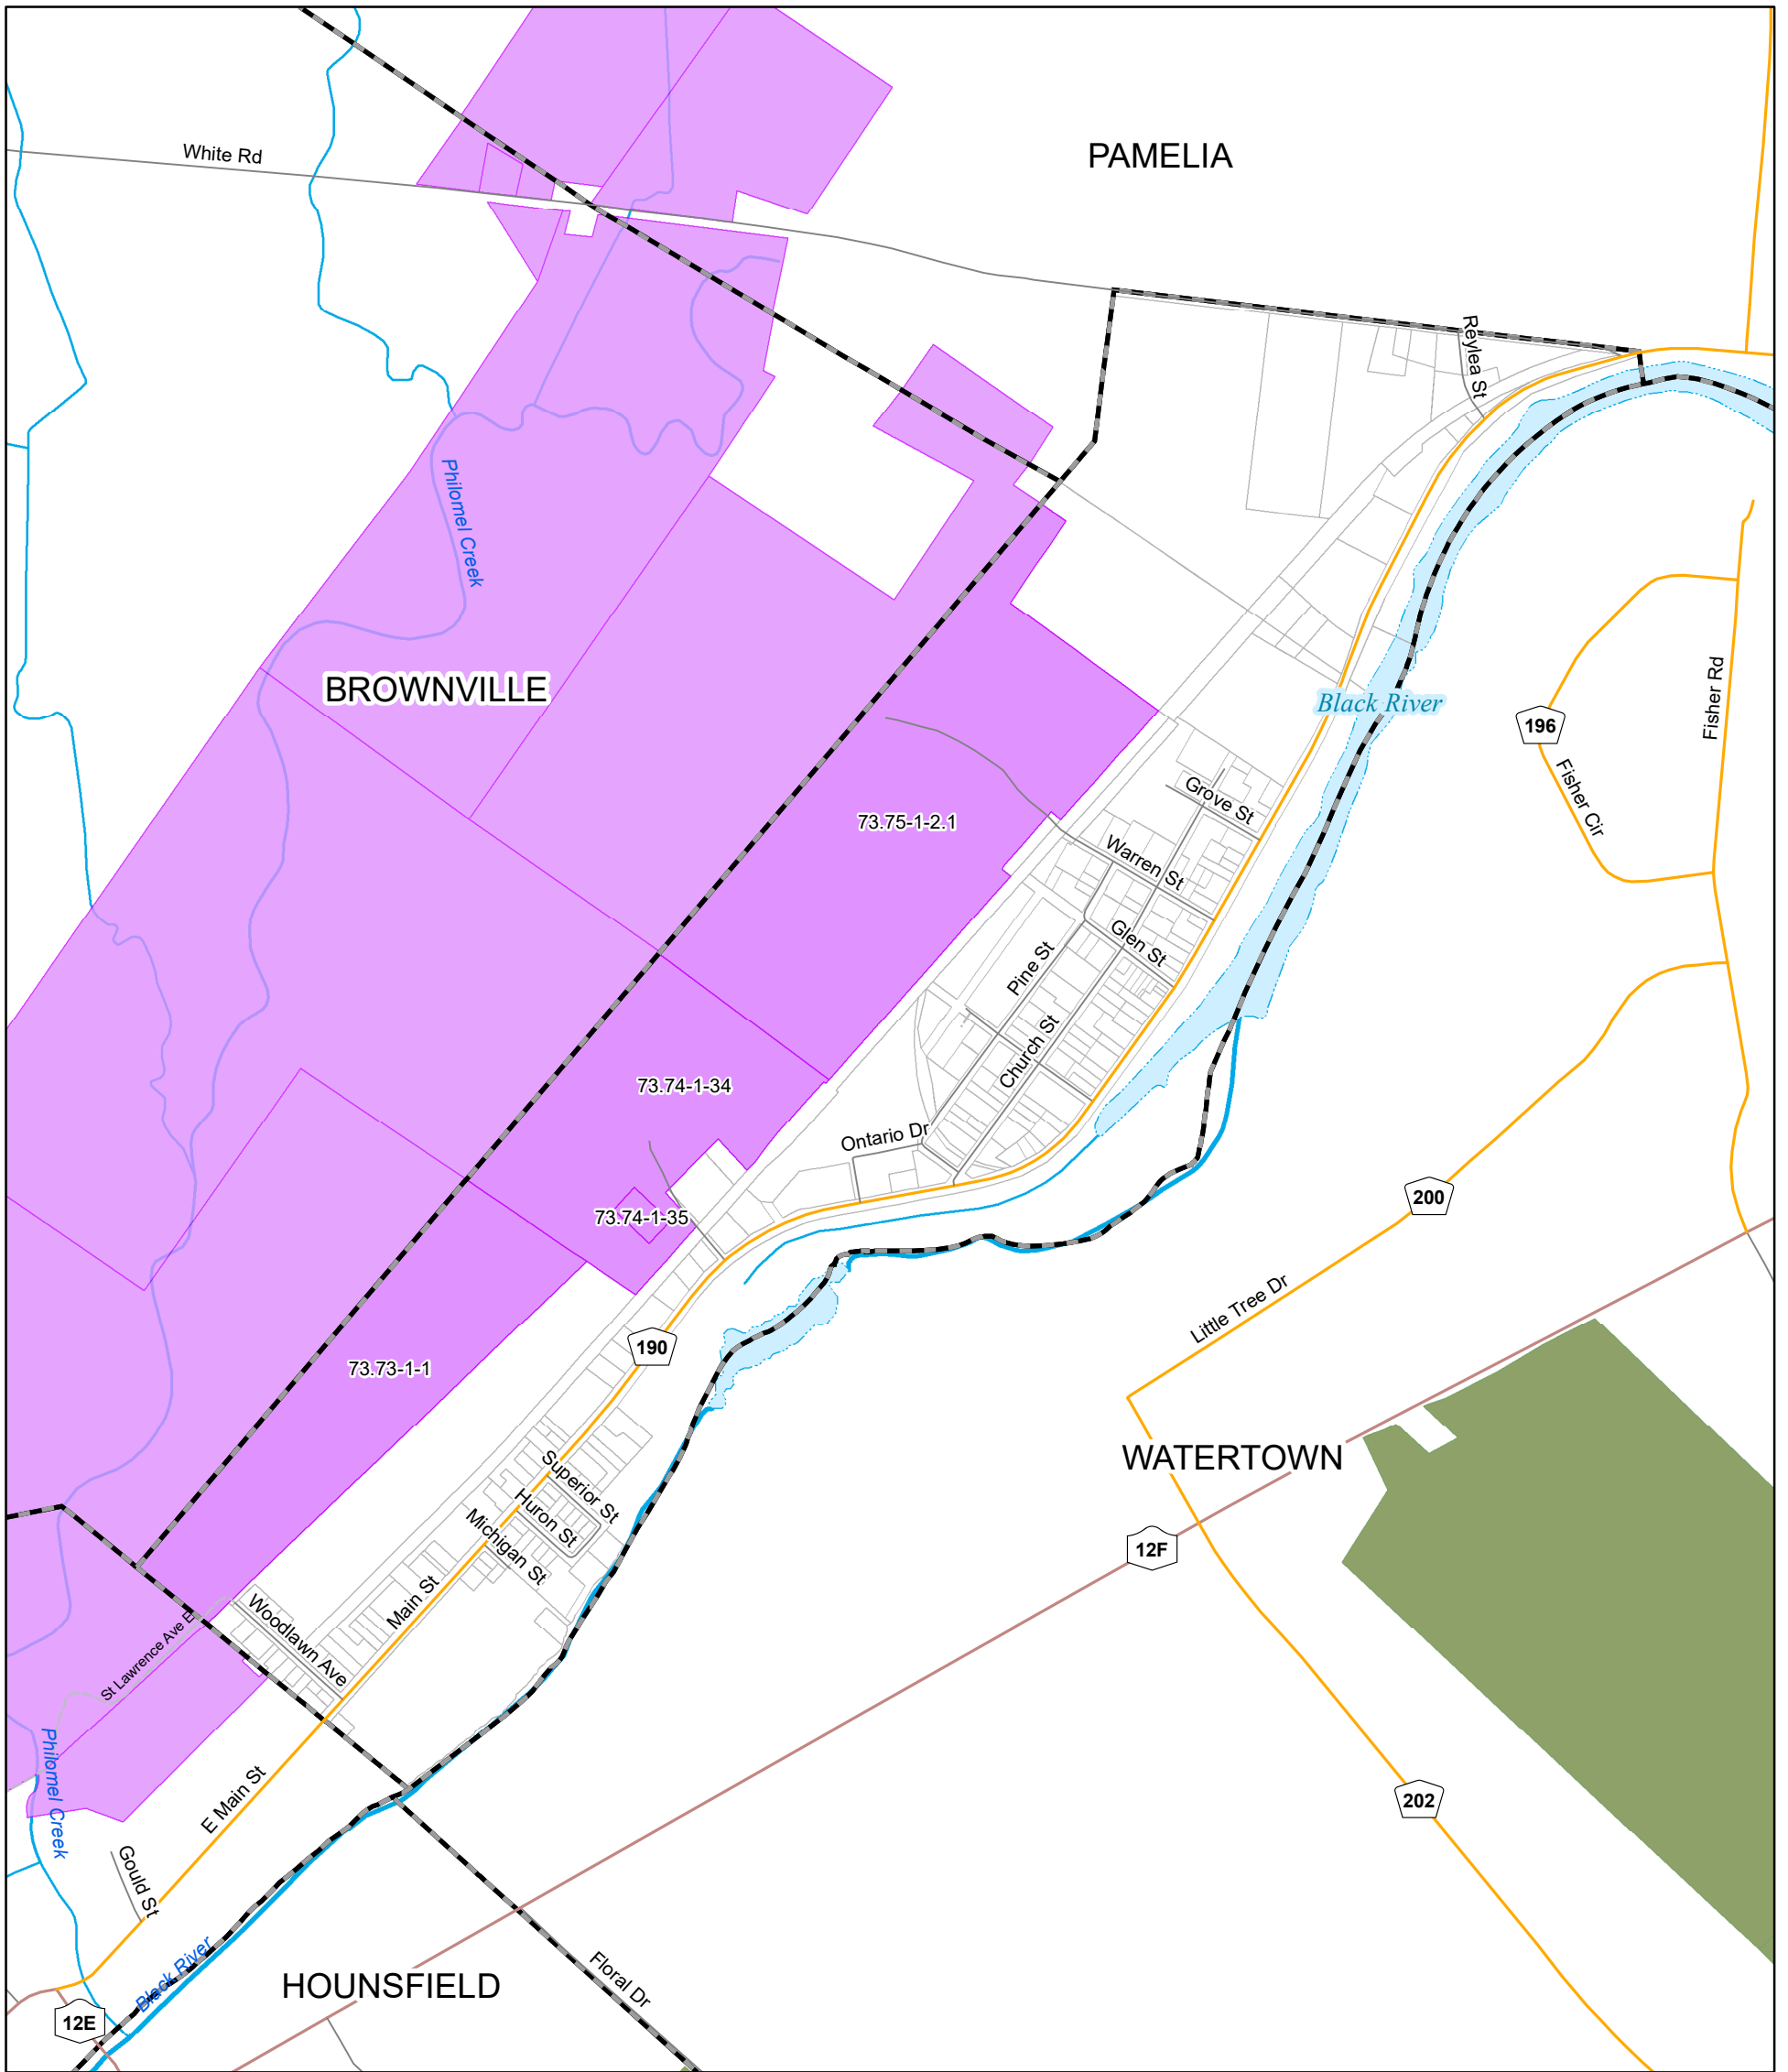 White Rd
PAMELIA
Reylea St
Philomel Creek
BROWNVILLE
Black River
196
Fisher Rd
Fisher Cir
73.75-1-2.1
Grove St
Warren St
Glen St
Pine St
Church St
73.74-1-34
Ontario Dr
73.74-1-35
200
Little Tree Dr
190
73.73-1-1
WATERTOWN
Superior St
Huron St
Michigan St
12F
Main St
Woodlawn Ave
St Lawrence Ave E
Philomel Creek
E Main St
202
Gould St
Black River
HOUNSFIELD
Floral Dr
12E